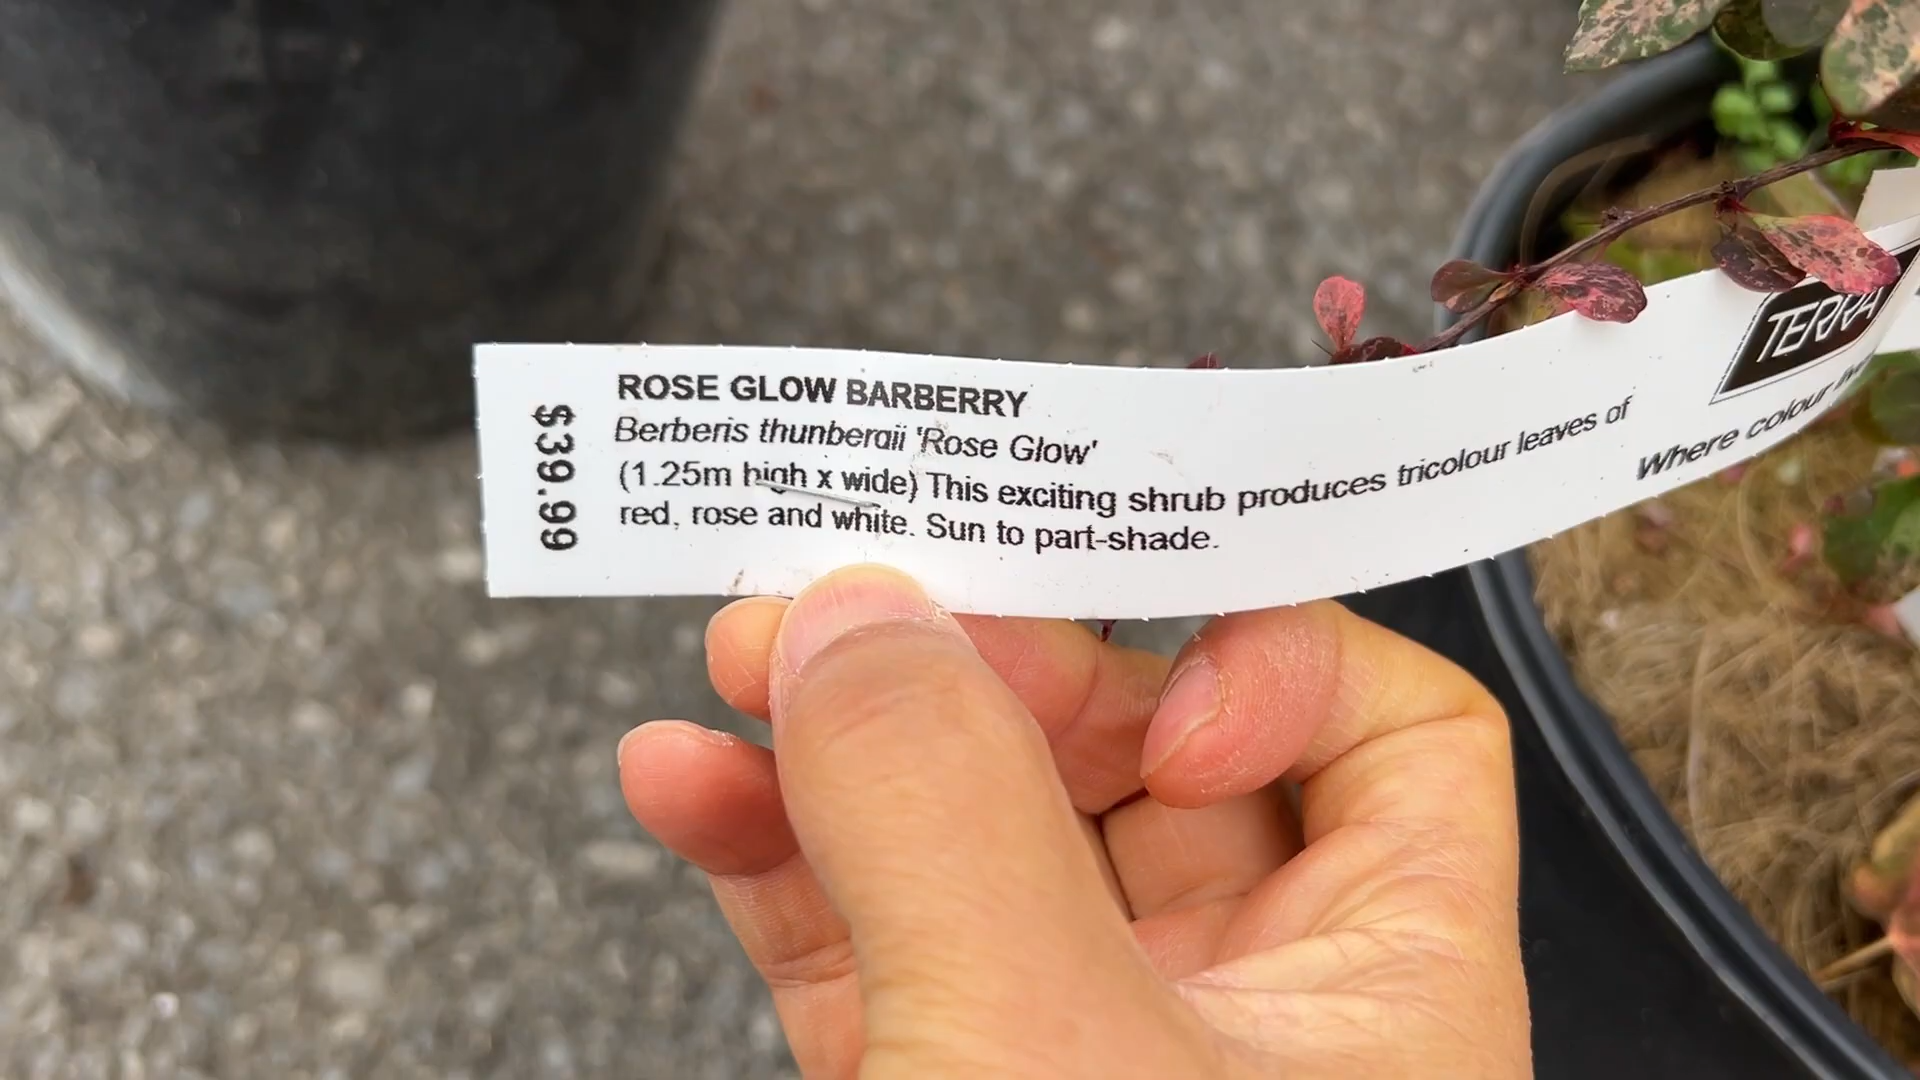 $39.99
ROSE GLOW BARBERRY
Berberis thunbergii 'Rose Glow'
(1.25m high x wide) This exciting shrub produces tricolour leaves of
red, rose and white. Sun to part-shade.
TERRA
Where colour